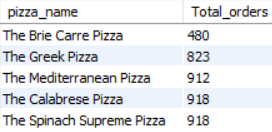 pizza_name Total_orders
The Brie Carre Pizza 480
The Greek Pizza 823
The Mediterranean Pizza 912
The Calabrese Pizza 918
The Spinach Supreme Pizza 918